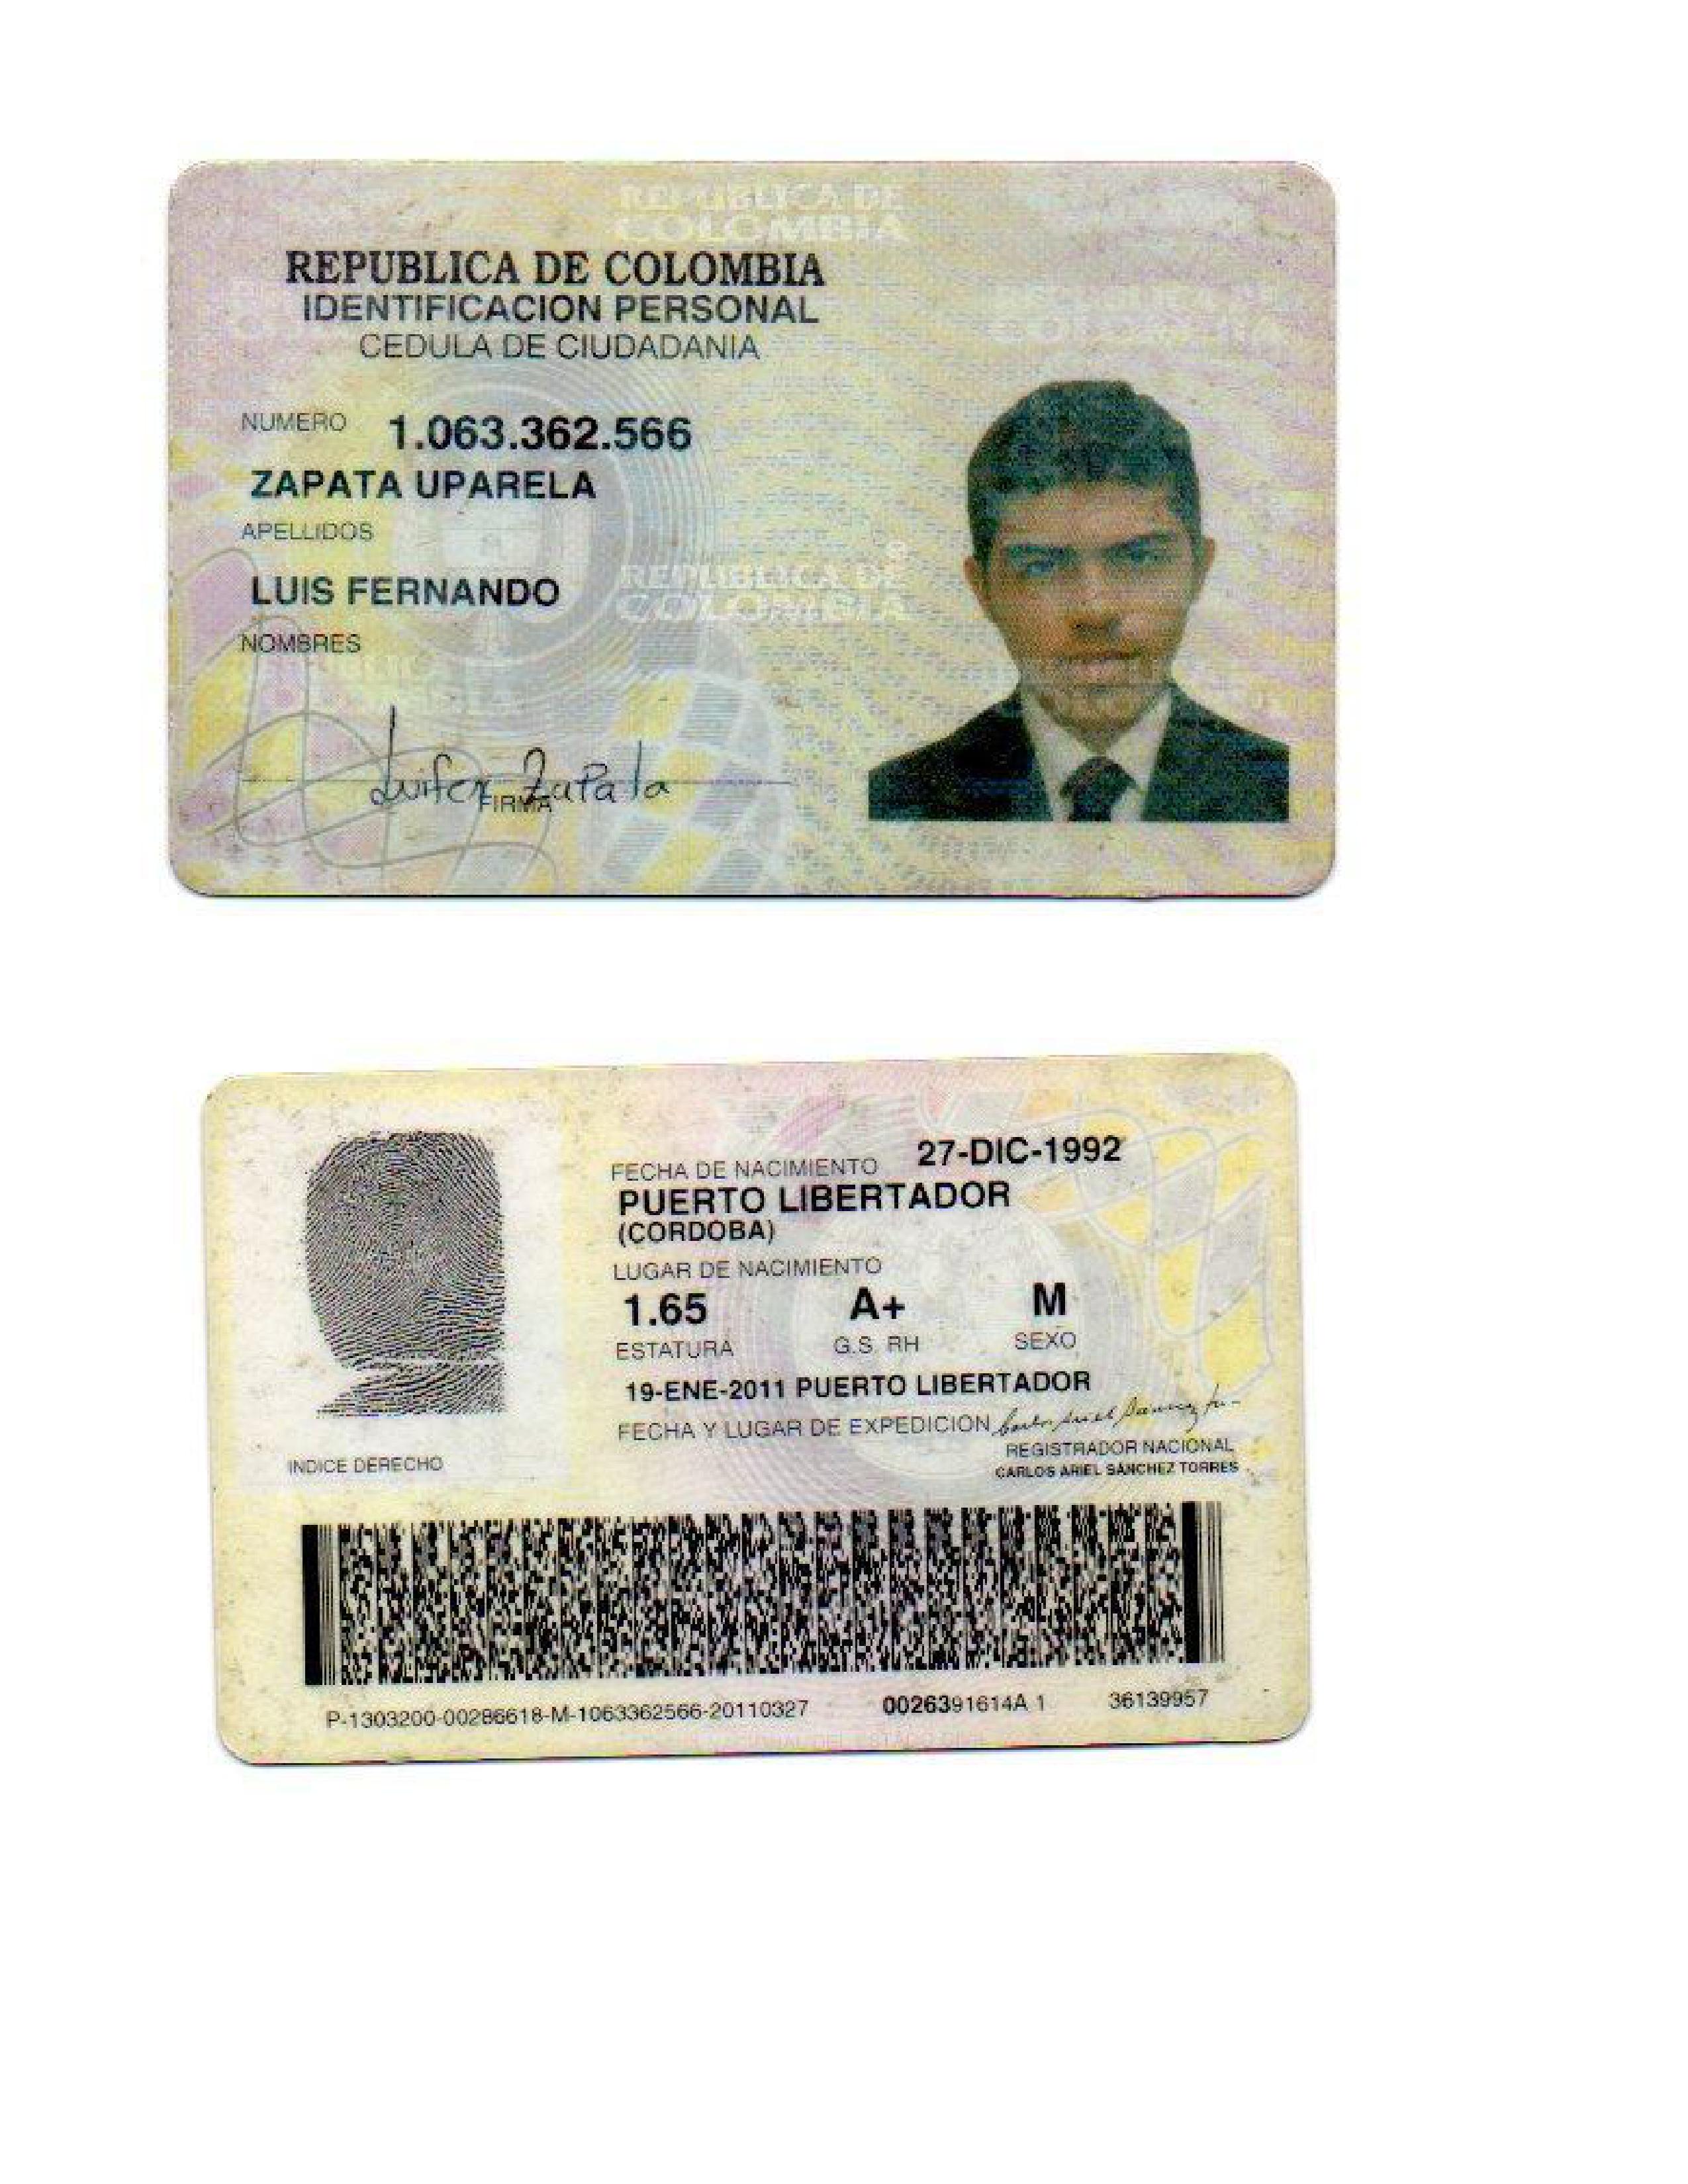 REPUBLICA DE COLOMBIA
REPUBLICA DE COLOMBIA
IDENTIFICACION PERSONAL
CEDULA DE CIUDADANIA
NUMERO 1.063.362.566
ZAPATA UPARELA
APELLIDOS
REPUBLICA DE COLOMBIA
LUIS FERNANDO
NOMBRES
Luifer Zapata
FIRMA
FECHA DE NACIMIENTO 27-DIC-1992
PUERTO LIBERTADOR
(CORDOBA)
LUGAR DE NACIMIENTO
1.65 A+ M
ESTATURA G.S. RH SEXO
19-ENE-2011 PUERTO LIBERTADOR
FECHA Y LUGAR DE EXPEDICION
REGISTRADOR NACIONAL
CARLOS ARIEL SANCHEZ TORRES
INDICE DERECHO
P-1303200-00286618-M-1063362566-20110327 0026391614A 1 36139957